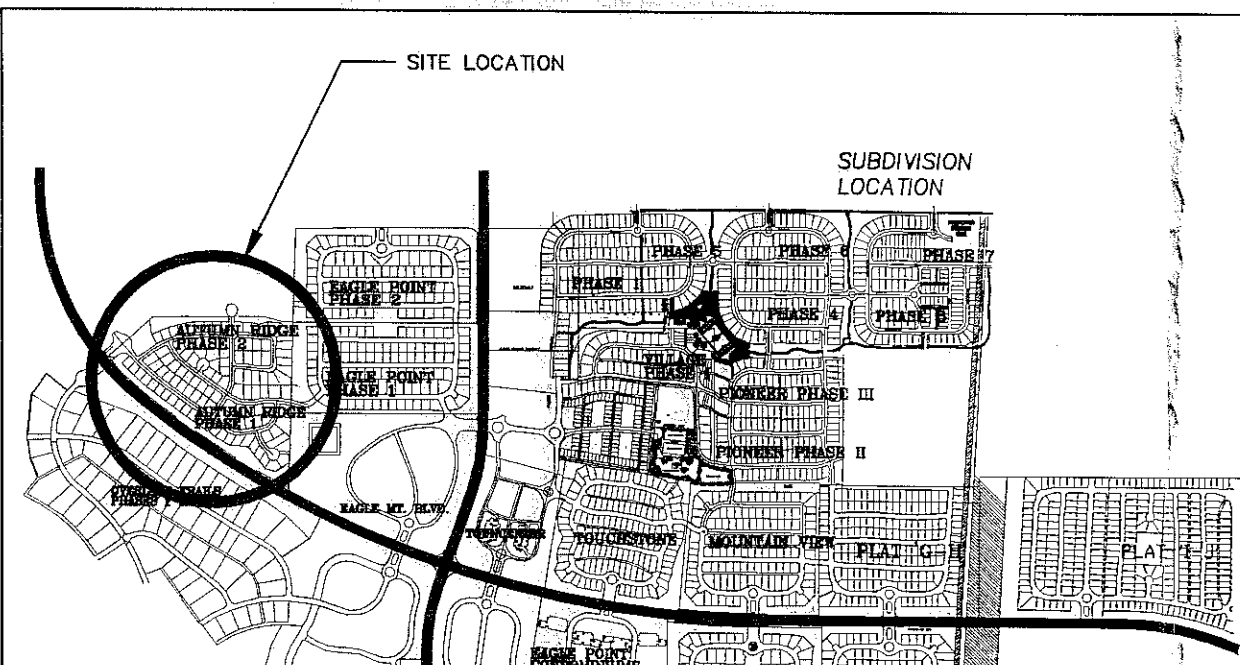 SITE LOCATION
SUBDIVISION
LOCATION
PHASE 5
PHASE 6
PHASE 7
EAGLE POINT
PHASE 2
PHASE 1
PHASE 4
PHASE 8
AUTUMN RIDGE
PHASE 2
VILLAGE
PHASE 1
EAGLE POINT
PHASE 1
PIONEER PHASE III
AUTUMN RIDGE
PHASE 1
PIONEER PHASE II
EAGLE MT. BLVD.
TOUCHSTONE
MOUNTAIN VIEW
PLAT G-H
PLAT I-J
EAGLE POINT